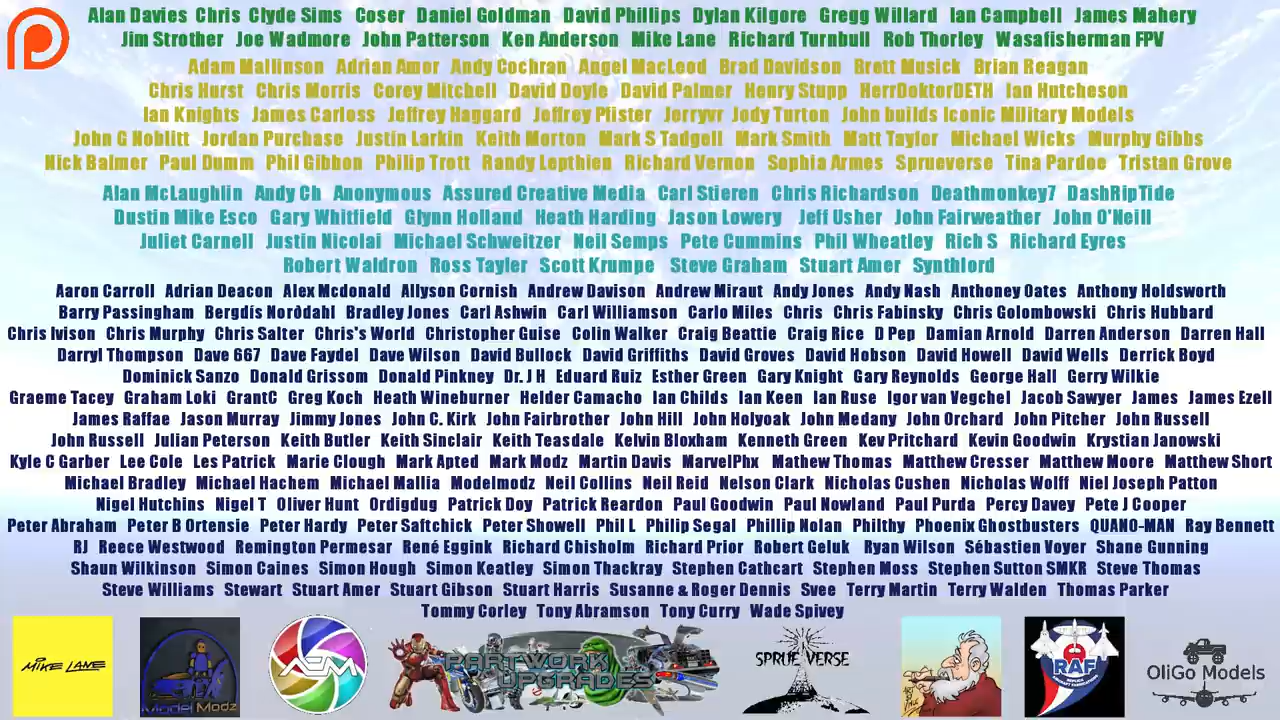 Alan Davies Chris Clyde Sims Coser Daniel Goldman David Phillips Dylan Kilgore Gregg Willard Ian Campbell James Mahery
Jim Strother Joe Wadmore John Patterson Ken Anderson Mike Lane Richard Turnbull Rob Thorley Wasafisherman FPV
Adam Mallinson Adrian Amor Andy Cochran Angel MacLeod Brad Davidson Brett Musick Brian Reagan
Chris Hurst Chris Morris Corey Mitchell David Doyle David Palmer Henry Stupp HerrDoktorDETH Ian Hutcheson
Ian Knights James Carloss Jeffrey Haggard Jeffrey Pfister Jerryvr Jody Turton John builds Iconic Military Models
John G Noblitt Jordan Purchase Justin Larkin Keith Morton Mark S Tadgell Mark Smith Matt Taylor Michael Wicks Murphy Gibbs
Nick Balmer Paul Dumm Phil Gibbon Philip Trott Randy Lepthien Richard Vernon Sophia Armes Sprueverse Tina Pardoe Tristan Grove
Alan McLaughlin Andy Ch Anonymous Assured Creative Media Carl Stieren Chris Richardson Deathmonkey7 DashRipTide
Dustin Mike Esco Gary Whitfield Glynn Holland Heath Harding Jason Lowery Jeff Usher John Fairweather John O'Neill
Juliet Carnell Justin Nicolai Michael Schweitzer Neil Semps Pete Cummins Phil Wheatley Rich S Richard Eyres
Robert Waldron Ross Tayler Scott Krumpe Steve Graham Stuart Amer Synthlord
Aaron Carroll Adrian Deacon Alex Mcdonald Allyson Cornish Andrew Davison Andrew Miraut Andy Jones Andy Nash Anthoney Oates Anthony Holdsworth
Barry Passingham Bergdís Noròdahl Bradley Jones Carl Ashwin Carl Williamson Carlo Miles Chris Chris Fabinsky Chris Golombowski Chris Hubbard
Chris Ivison Chris Murphy Chris Salter Chris's World Christopher Guise Colin Walker Craig Beattie Craig Rice D Pep Damian Arnold Darren Anderson Darren Hall
Darryl Thompson Dave 667 Dave Faydel Dave Wilson David Bullock David Griffiths David Groves David Hobson David Howell David Wells Derrick Boyd
Dominick Sanzo Donald Grissom Donald Pinkney Dr. J H Eduard Ruiz Esther Green Gary Knight Gary Reynolds George Hall Gerry Wilkie
Graeme Tacey Graham Loki GrantC Greg Koch Heath Wineburner Helder Camacho Ian Childs Ian Keen Ian Ruse Igor van Vegchel Jacob Sawyer James James Ezell
James Raffae Jason Murray Jimmy Jones John C. Kirk John Fairbrother John Hill John Holyoak John Medany John Orchard John Pitcher John Russell
John Russell Julian Peterson Keith Butler Keith Sinclair Keith Teasdale Kelvin Bloxham Kenneth Green Kev Pritchard Kevin Goodwin Krystian Janowski
Kyle C Garber Lee Cole Les Patrick Marie Clough Mark Apted Mark Modz Martin Davis MarvelPhx Mathew Thomas Matthew Cresser Matthew Moore Matthew Short
Michael Bradley Michael Hachem Michael Mallia Modelmodz Neil Collins Neil Reid Nelson Clark Nicholas Cushen Nicholas Wolff Niel Joseph Patton
Nigel Hutchins Nigel T Oliver Hunt Ordigdug Patrick Doy Patrick Reardon Paul Goodwin Paul Nowland Paul Purda Percy Davey Pete J Cooper
Peter Abraham Peter B Ortensie Peter Hardy Peter Saftchick Peter Showell Phil L Philip Segal Phillip Nolan Philthy Phoenix Ghostbusters QUANO-MAN Ray Bennett
RJ Reece Westwood Remington Permesar René Eggink Richard Chisholm Richard Prior Robert Geluk Ryan Wilson Sébastien Voyer Shane Gunning
Shaun Wilkinson Simon Caines Simon Hough Simon Keatley Simon Thackray Stephen Cathcart Stephen Moss Stephen Sutton SMKR Steve Thomas
Steve Williams Stewart Stuart Amer Stuart Gibson Stuart Harris Susanne & Roger Dennis Svee Terry Martin Terry Walden Thomas Parker
Tommy Corley Tony Abramson Tony Curry Wade Spivey
MIKE LANE
Model Modz
ACM
PARTWORK
UPGRADES
SPRUE VERSE
RAF
OliGo Models